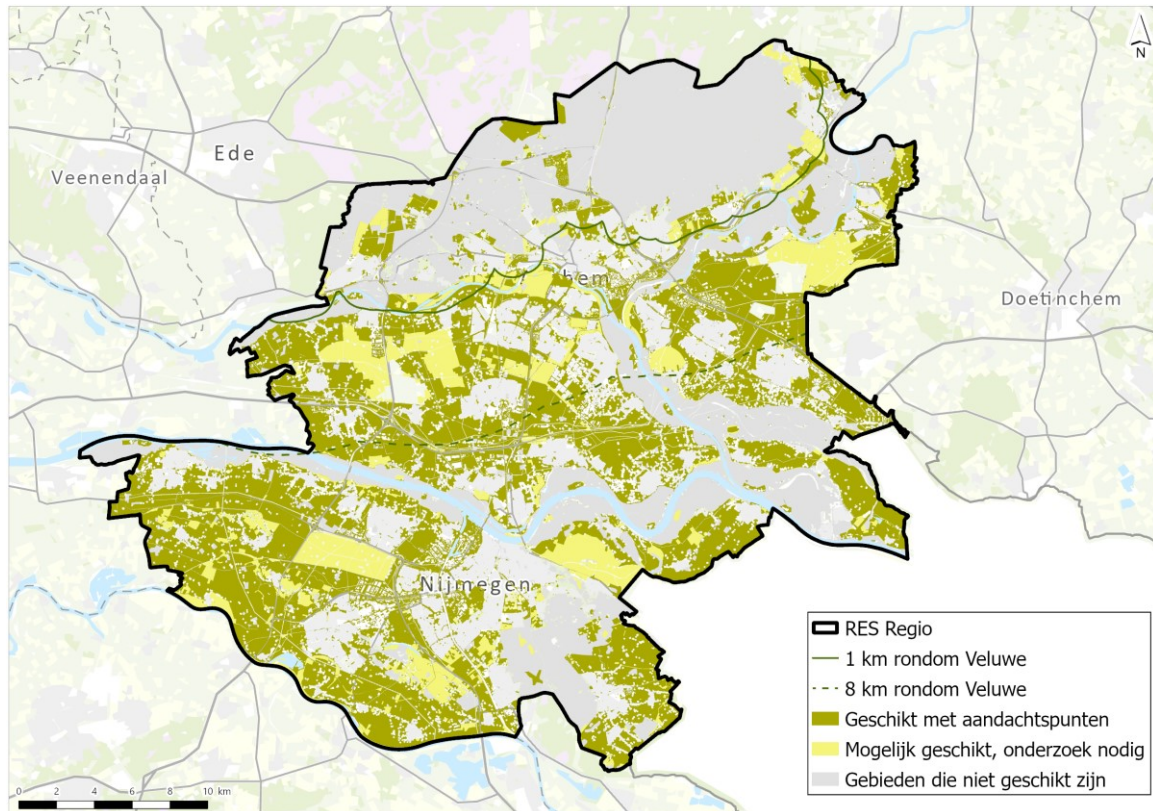 N
Ede
Veenendaal
hem
Doetinchem
Nijmegen
RES Regio
1 km rondom Veluwe
8 km rondom Veluwe
Geschikt met aandachtspunten
Mogelijk geschikt, onderzoek nodig
Gebieden die niet geschikt zijn
0 2 4 6 8 10 km